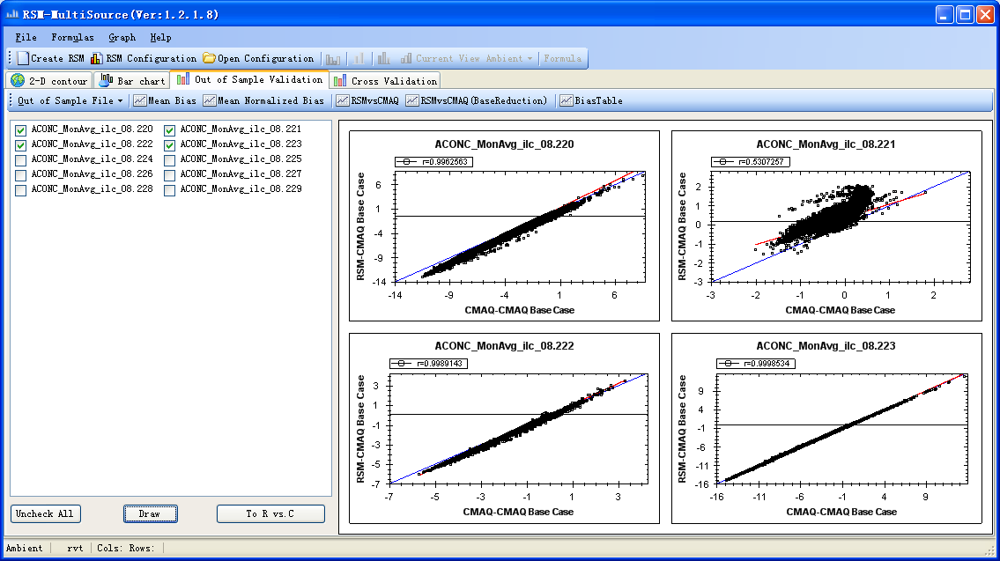 RSM-MultiSource(Ver:1.2.1.8)
File Formulas Graph Help
Create RSM RSM Configuration Open Configuration Current View Ambient Formula
2-D contour Bar chart Out of Sample Validation Cross Validation
Out of Sample File Mean Bias Mean Normalized Bias RSMvsCMAQ RSMvsCMAQ(BaseReduction) BiasTable
ACONC_MonAvg_ilc_08.220 ACONC_MonAvg_ilc_08.221
ACONC_MonAvg_ilc_08.222 ACONC_MonAvg_ilc_08.223
ACONC_MonAvg_ilc_08.224 ACONC_MonAvg_ilc_08.225
ACONC_MonAvg_ilc_08.226 ACONC_MonAvg_ilc_08.227
ACONC_MonAvg_ilc_08.228 ACONC_MonAvg_ilc_08.229
Uncheck All Draw To R vs.C
ACONC_MonAvg_ilc_08.220
r=0.9962563
RSM-CMAQ Base Case
6
1
-4
-9
-14
-14 -9 -4 1 6
CMAQ-CMAQ Base Case
ACONC_MonAvg_ilc_08.221
r=0.5307257
RSM-CMAQ Base Case
2
1
0
-1
-2
-3
-3 -2 -1 0 1 2
CMAQ-CMAQ Base Case
ACONC_MonAvg_ilc_08.222
r=0.9989143
RSM-CMAQ Base Case
3
1
-1
-3
-5
-7
-7 -5 -3 -1 1 3
CMAQ-CMAQ Base Case
ACONC_MonAvg_ilc_08.223
r=0.9998534
RSM-CMAQ Base Case
9
4
-1
-6
-11
-16
-16 -11 -6 -1 4 9
CMAQ-CMAQ Base Case
Ambient rvt Cols: Rows: